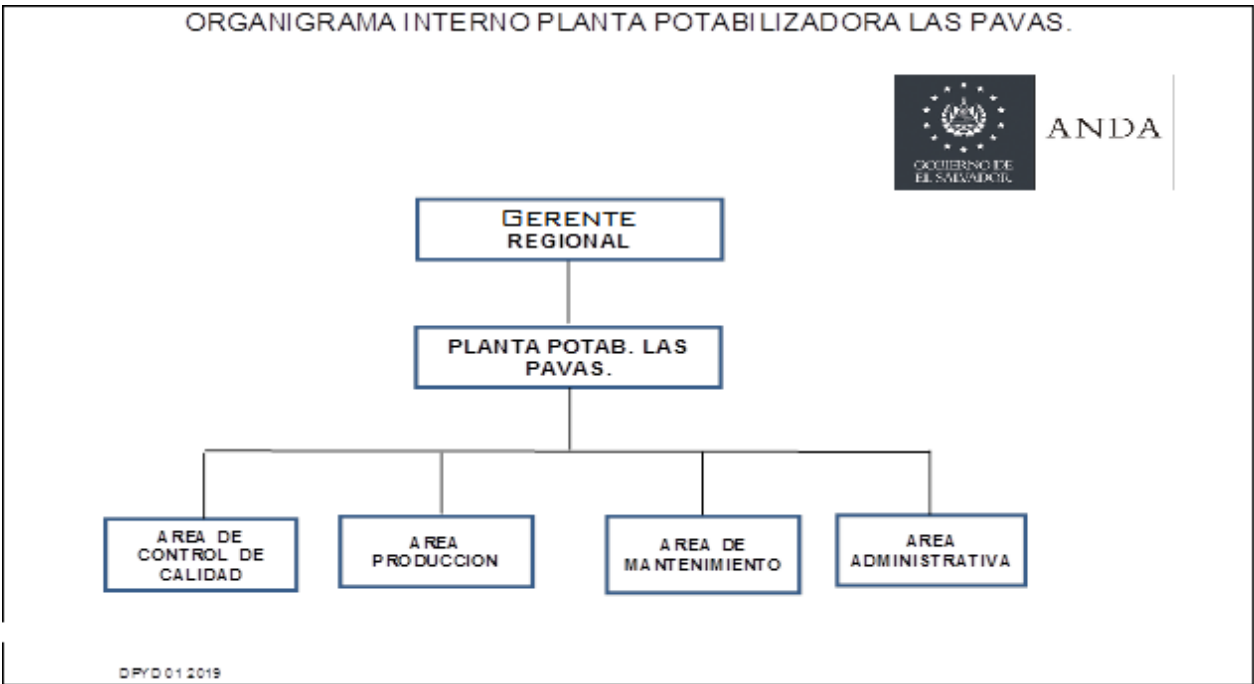 ORGANIGRAMA INTERNO PLANTA POTABILIZADORA LAS PAVAS.
GOBIERNO DE
EL SALVADOR
ANDA
GERENTE
REGIONAL
PLANTA POTAB. LAS
PAVAS.
AREA DE
CONTROL DE
CALIDAD
AREA
PRODUCCION
AREA DE
MANTENIMIENTO
AREA
ADMINISTRATIVA
DPYD 01 2019